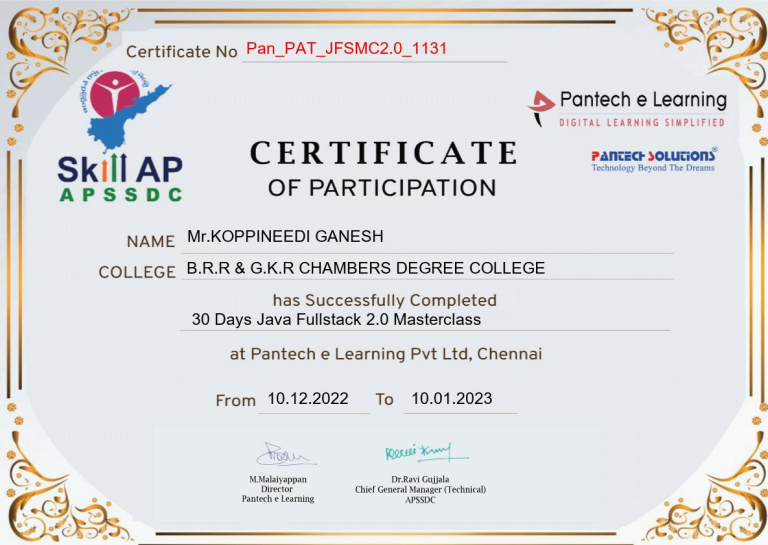 Certificate No Pan_PAT_JFSMC2.0_1131
Skill AP
APSSDC
Pantech e Learning
DIGITAL LEARNING SIMPLIFIED
PANTECH SOLUTIONS®
Technology Beyond The Dreams
CERTIFICATE
OF PARTICIPATION
NAME Mr.KOPPINEEDI GANESH
COLLEGE B.R.R & G.K.R CHAMBERS DEGREE COLLEGE
has Successfully Completed
30 Days Java Fullstack 2.0 Masterclass
at Pantech e Learning Pvt Ltd, Chennai
From 10.12.2022 To 10.01.2023
M.Malaiyappan
Director
Pantech e Learning
Dr.Ravi Gujjala
Chief General Manager (Technical)
APSSDC